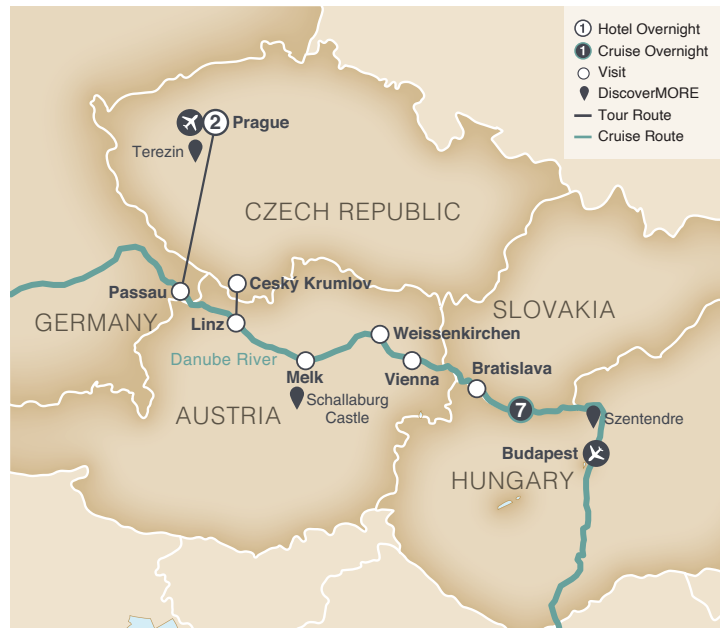 1 Hotel Overnight
1 Cruise Overnight
Visit
DiscoverMORE
Tour Route
Cruise Route
2 Prague
Terezin
CZECH REPUBLIC
Ceský Krumlov
Passau
SLOVAKIA
GERMANY
Linz
Weissenkirchen
Danube River
Melk
Vienna
Bratislava
Schallaburg
Castle
AUSTRIA
7
Szentendre
Budapest
HUNGARY